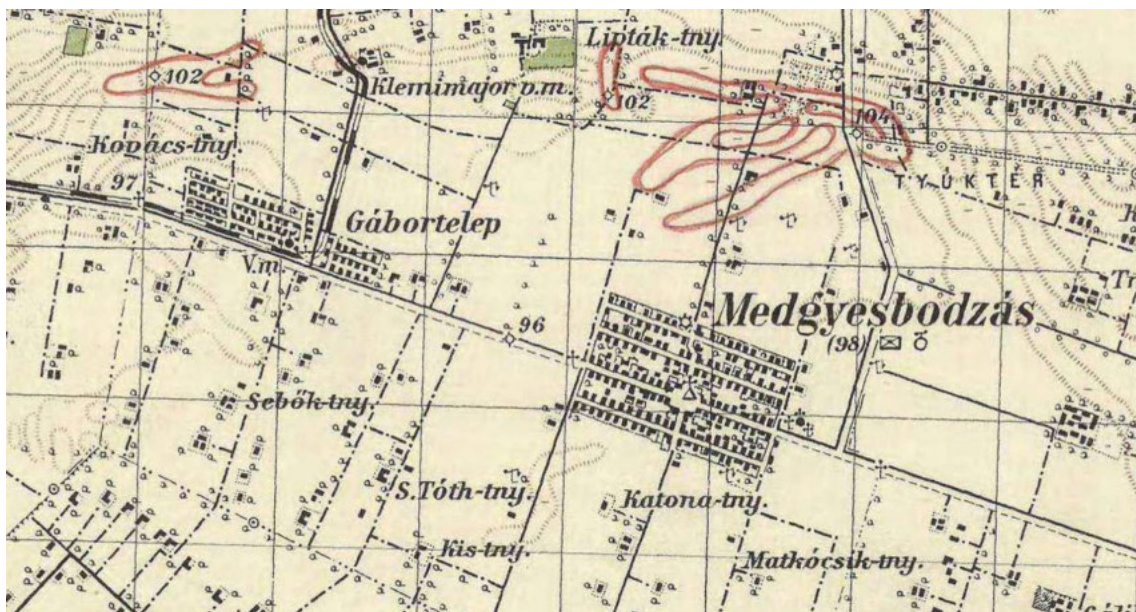 Lipták-tny.
102
Klemimajor v.m.
102
104
Kovács-tny.
97
TYÚKTÉR
Gábortelep
V.m.
Medgyesbodzás
96
(98)
Sebők-tny.
S.Tóth-tny.
Katona-tny.
Kis-tny.
Matkócsik-tny.